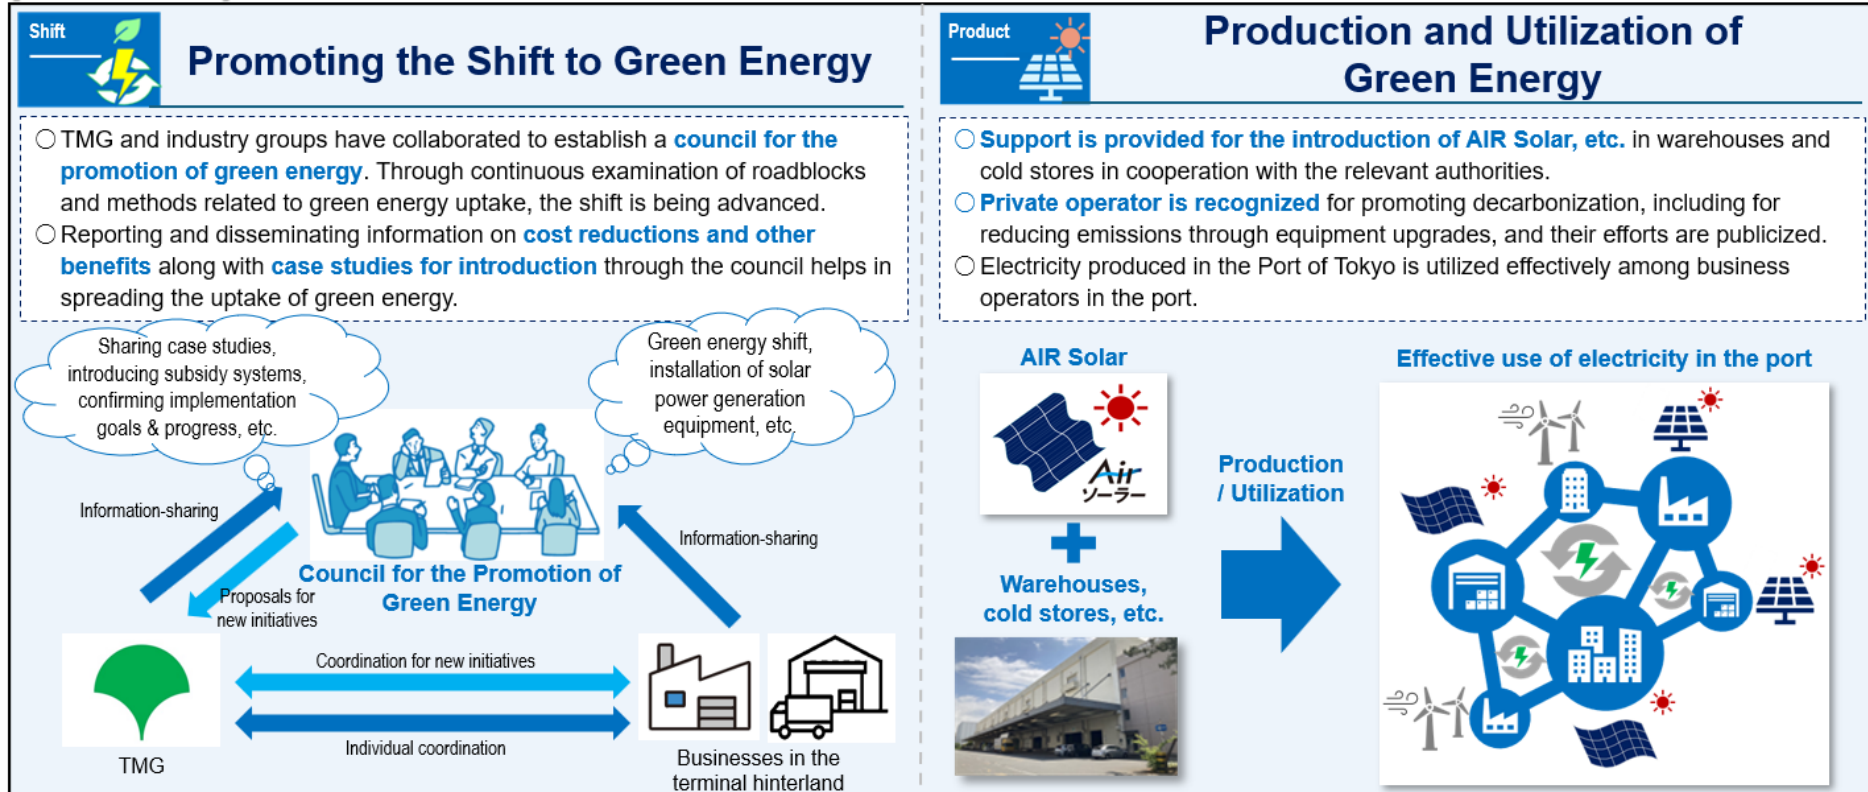 Shift
Promoting the Shift to Green Energy
○ TMG and industry groups have collaborated to establish a council for the
promotion of green energy. Through continuous examination of roadblocks
and methods related to green energy uptake, the shift is being advanced.
○ Reporting and disseminating information on cost reductions and other
benefits along with case studies for introduction through the council helps in
spreading the uptake of green energy.
Sharing case studies,
introducing subsidy systems,
confirming implementation
goals & progress, etc.
Green energy shift,
installation of solar
power generation
equipment, etc.
Information-sharing
Information-sharing
Council for the Promotion of
Green Energy
Proposals for
new initiatives
Coordination for new initiatives
Individual coordination
TMG
Businesses in the
terminal hinterland
Product
Production and Utilization of
Green Energy
○ Support is provided for the introduction of AIR Solar, etc. in warehouses and
cold stores in cooperation with the relevant authorities.
○ Private operator is recognized for promoting decarbonization, including for
reducing emissions through equipment upgrades, and their efforts are publicized.
○ Electricity produced in the Port of Tokyo is utilized effectively among business
operators in the port.
AIR Solar
Air
ソーラー
Warehouses,
cold stores, etc.
Production
/ Utilization
Effective use of electricity in the port